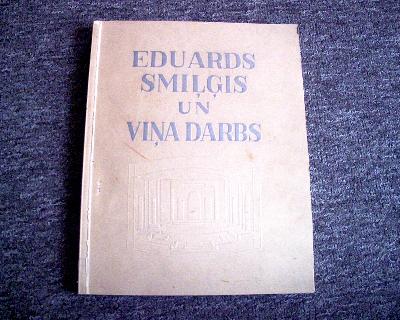 EDUARDS
SMIĻĢIS
UN
VIŅA DARBS